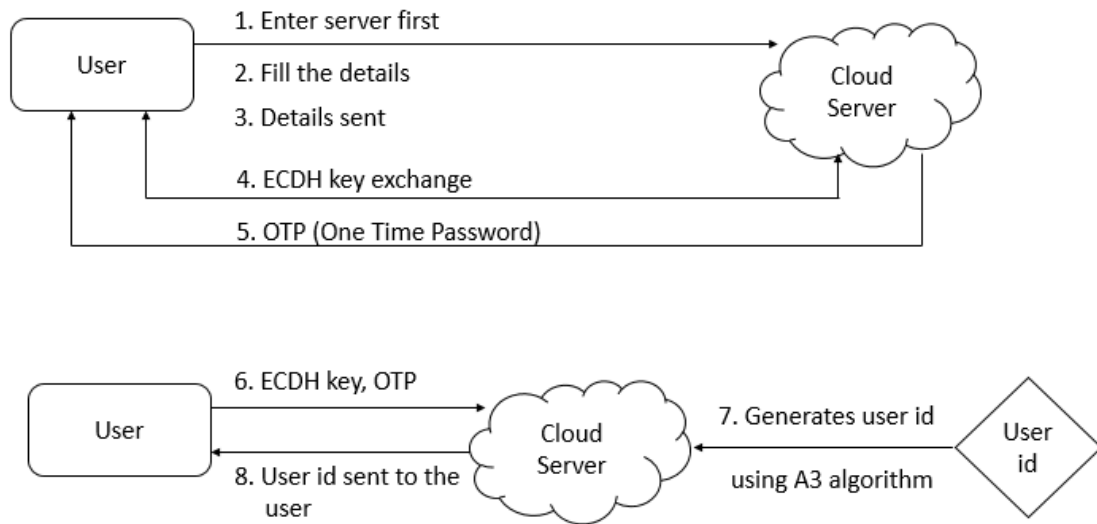 1. Enter server first
User
2. Fill the details
Cloud
Server
3. Details sent
4. ECDH key exchange
5. OTP (One Time Password)
6. ECDH key, OTP
User
Cloud
Server
7. Generates user id
using A3 algorithm
User
id
8. User id sent to the
user